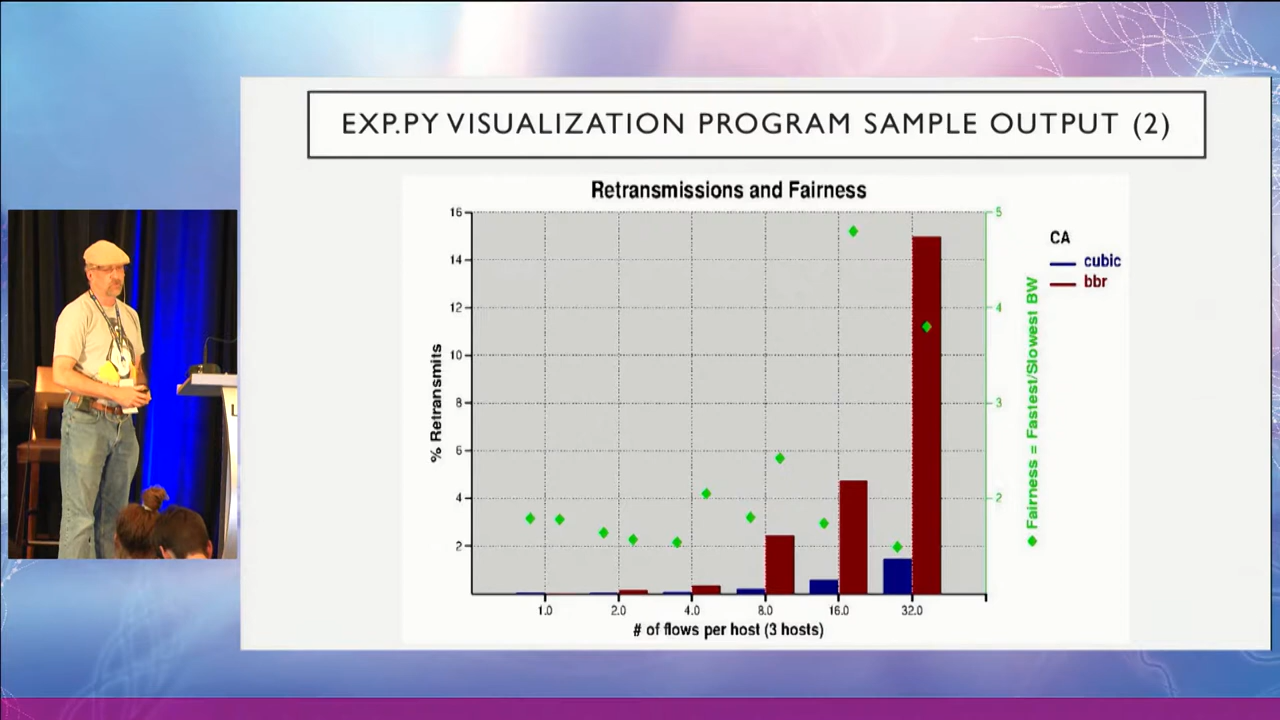 EXP.PY VISUALIZATION PROGRAM SAMPLE OUTPUT (2)
Retransmissions and Fairness
16
14
12
10
8
6
4
2
% Retransmits
1.0 2.0 4.0 8.0 16.0 32.0
# of flows per host (3 hosts)
5
4
3
2
Fairness = Fastest/Slowest BW
CA
cubic
bbr
L